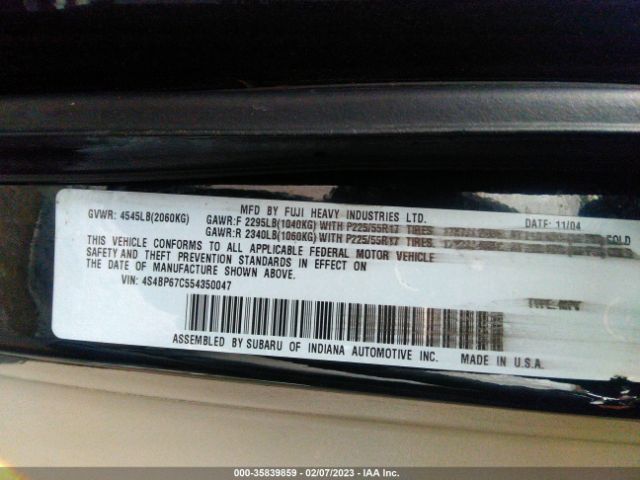 MFD BY FUJI HEAVY INDUSTRIES LTD. DATE: 11/04
GVWR: 4545LB(2060KG) GAWR:F 2295LB(1040KG) WITH P225/55R17 TIRES
GAWR:R 2340LB(1060KG) WITH P225/55R17 TIRES COLD
THIS VEHICLE CONFORMS TO ALL APPLICABLE FEDERAL MOTOR VEHICLE
SAFETY AND THEFT PREVENTION STANDARDS IN EFFECT ON
THE DATE OF MANUFACTURE SHOWN ABOVE.
VIN: 4S4BP67C554350047
ASSEMBLED BY SUBARU OF INDIANA AUTOMOTIVE INC. MADE IN U.S.A.
000-35839859 — 02/07/2023 — IAA Inc.